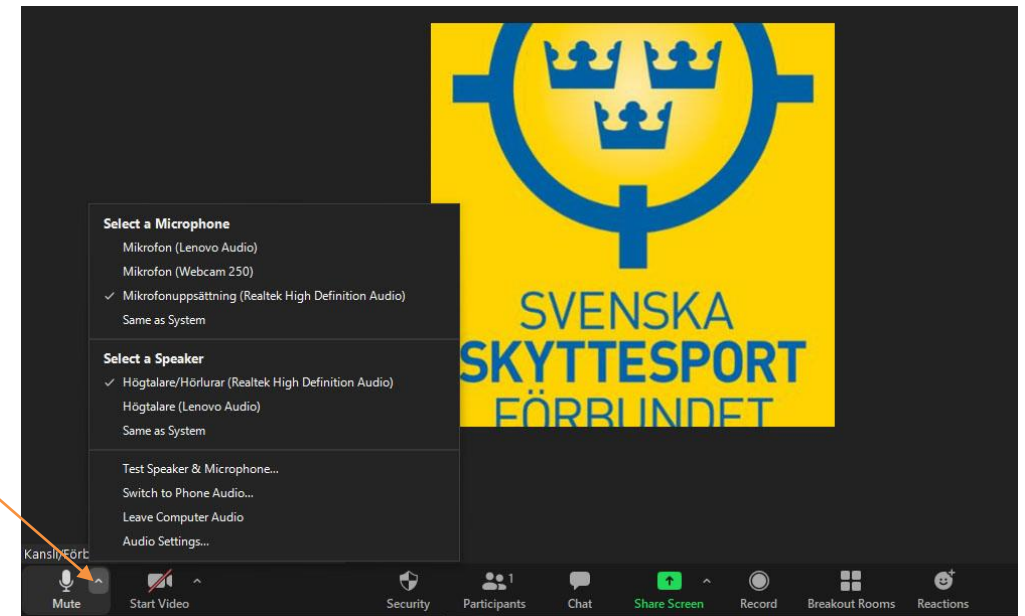 SVENSKA
SKYTTESPORT
FÖRBUNDET
Select a Microphone
Mikrofon (Lenovo Audio)
Mikrofon (Webcam 250)
Mikrofonuppsättning (Realtek High Definition Audio)
Same as System
Select a Speaker
Högtalare/Hörlurar (Realtek High Definition Audio)
Högtalare (Lenovo Audio)
Same as System
Test Speaker & Microphone...
Switch to Phone Audio...
Leave Computer Audio
Audio Settings...
Kansli/Förb
1
Mute Start Video Security Participants Chat Share Screen Record Breakout Rooms Reactions